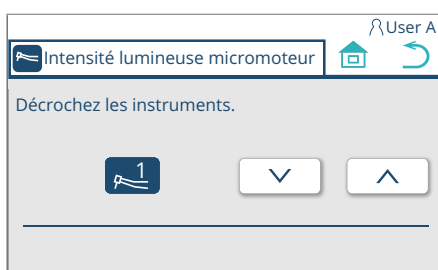 User A
Intensité lumineuse micromoteur
Décrochez les instruments.
1